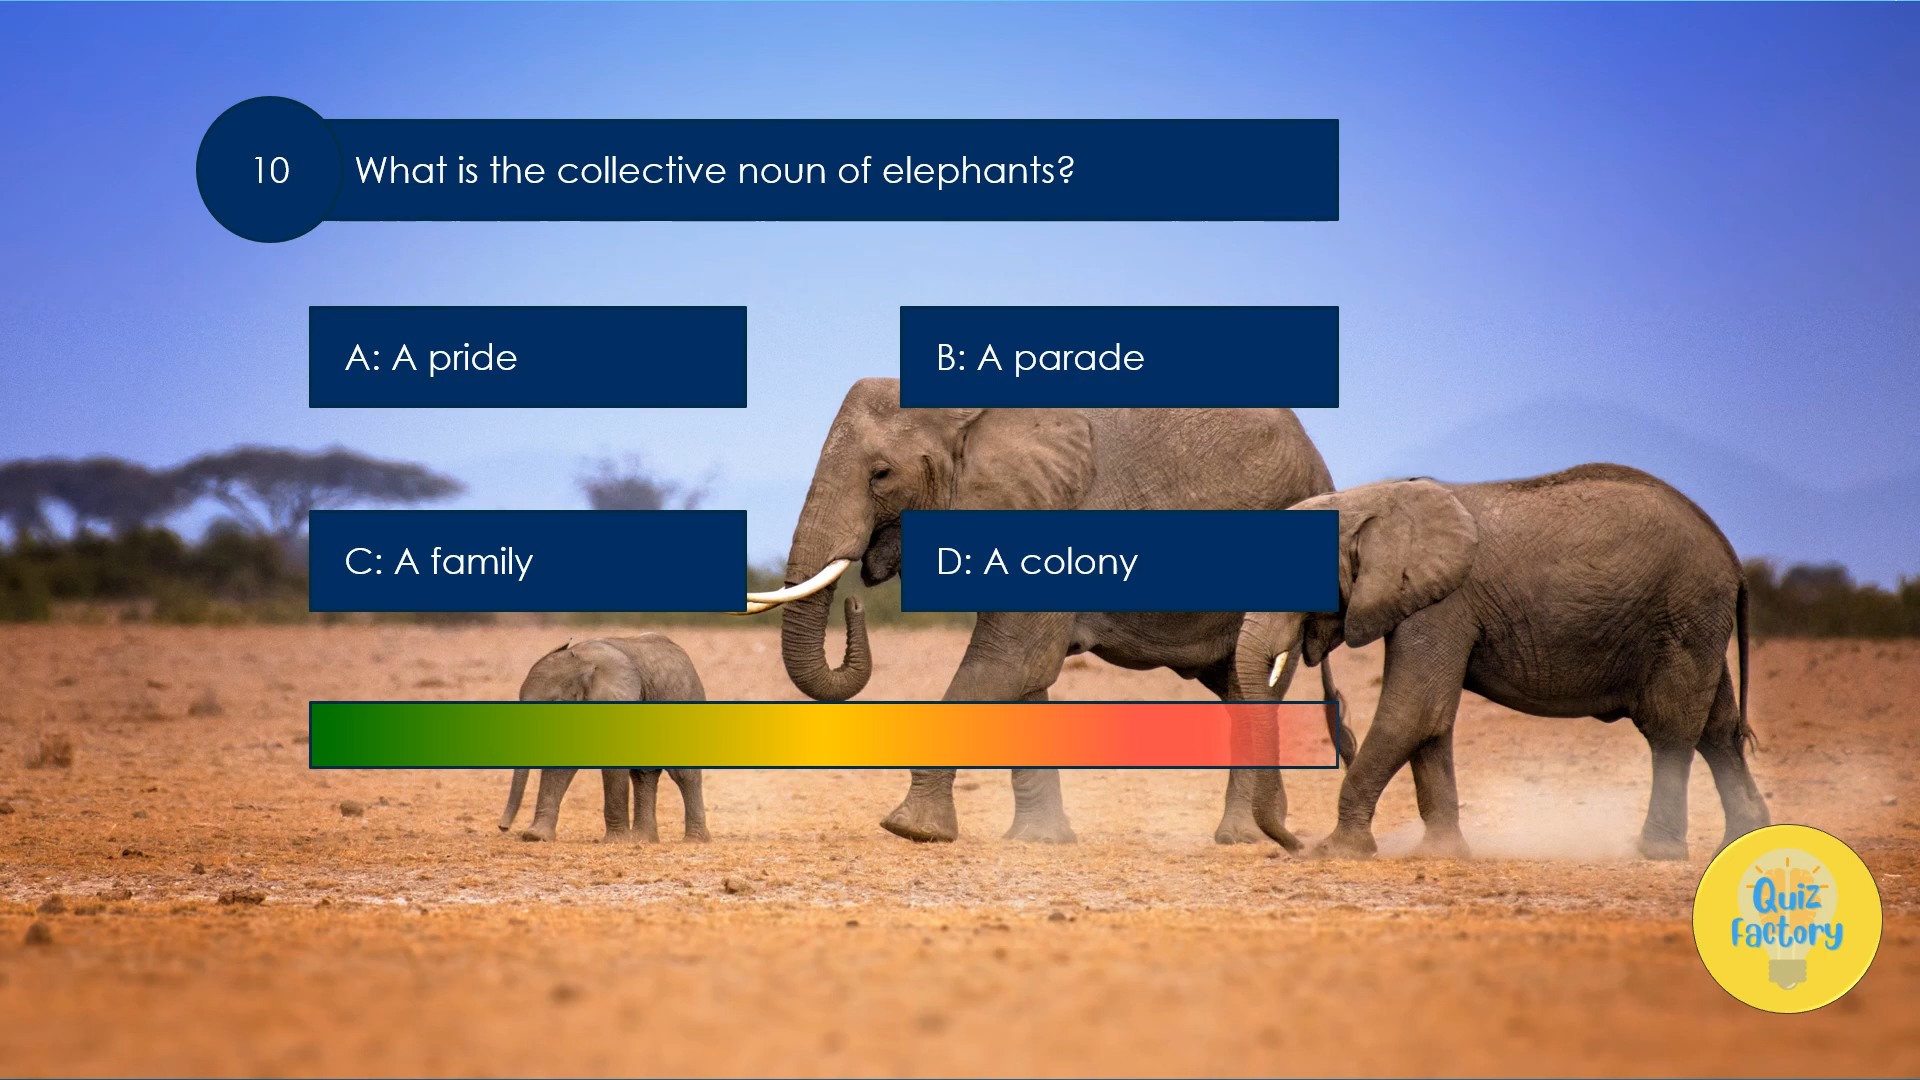 10
What is the collective noun of elephants?
A: A pride
B: A parade
C: A family
D: A colony
Quiz
Factory